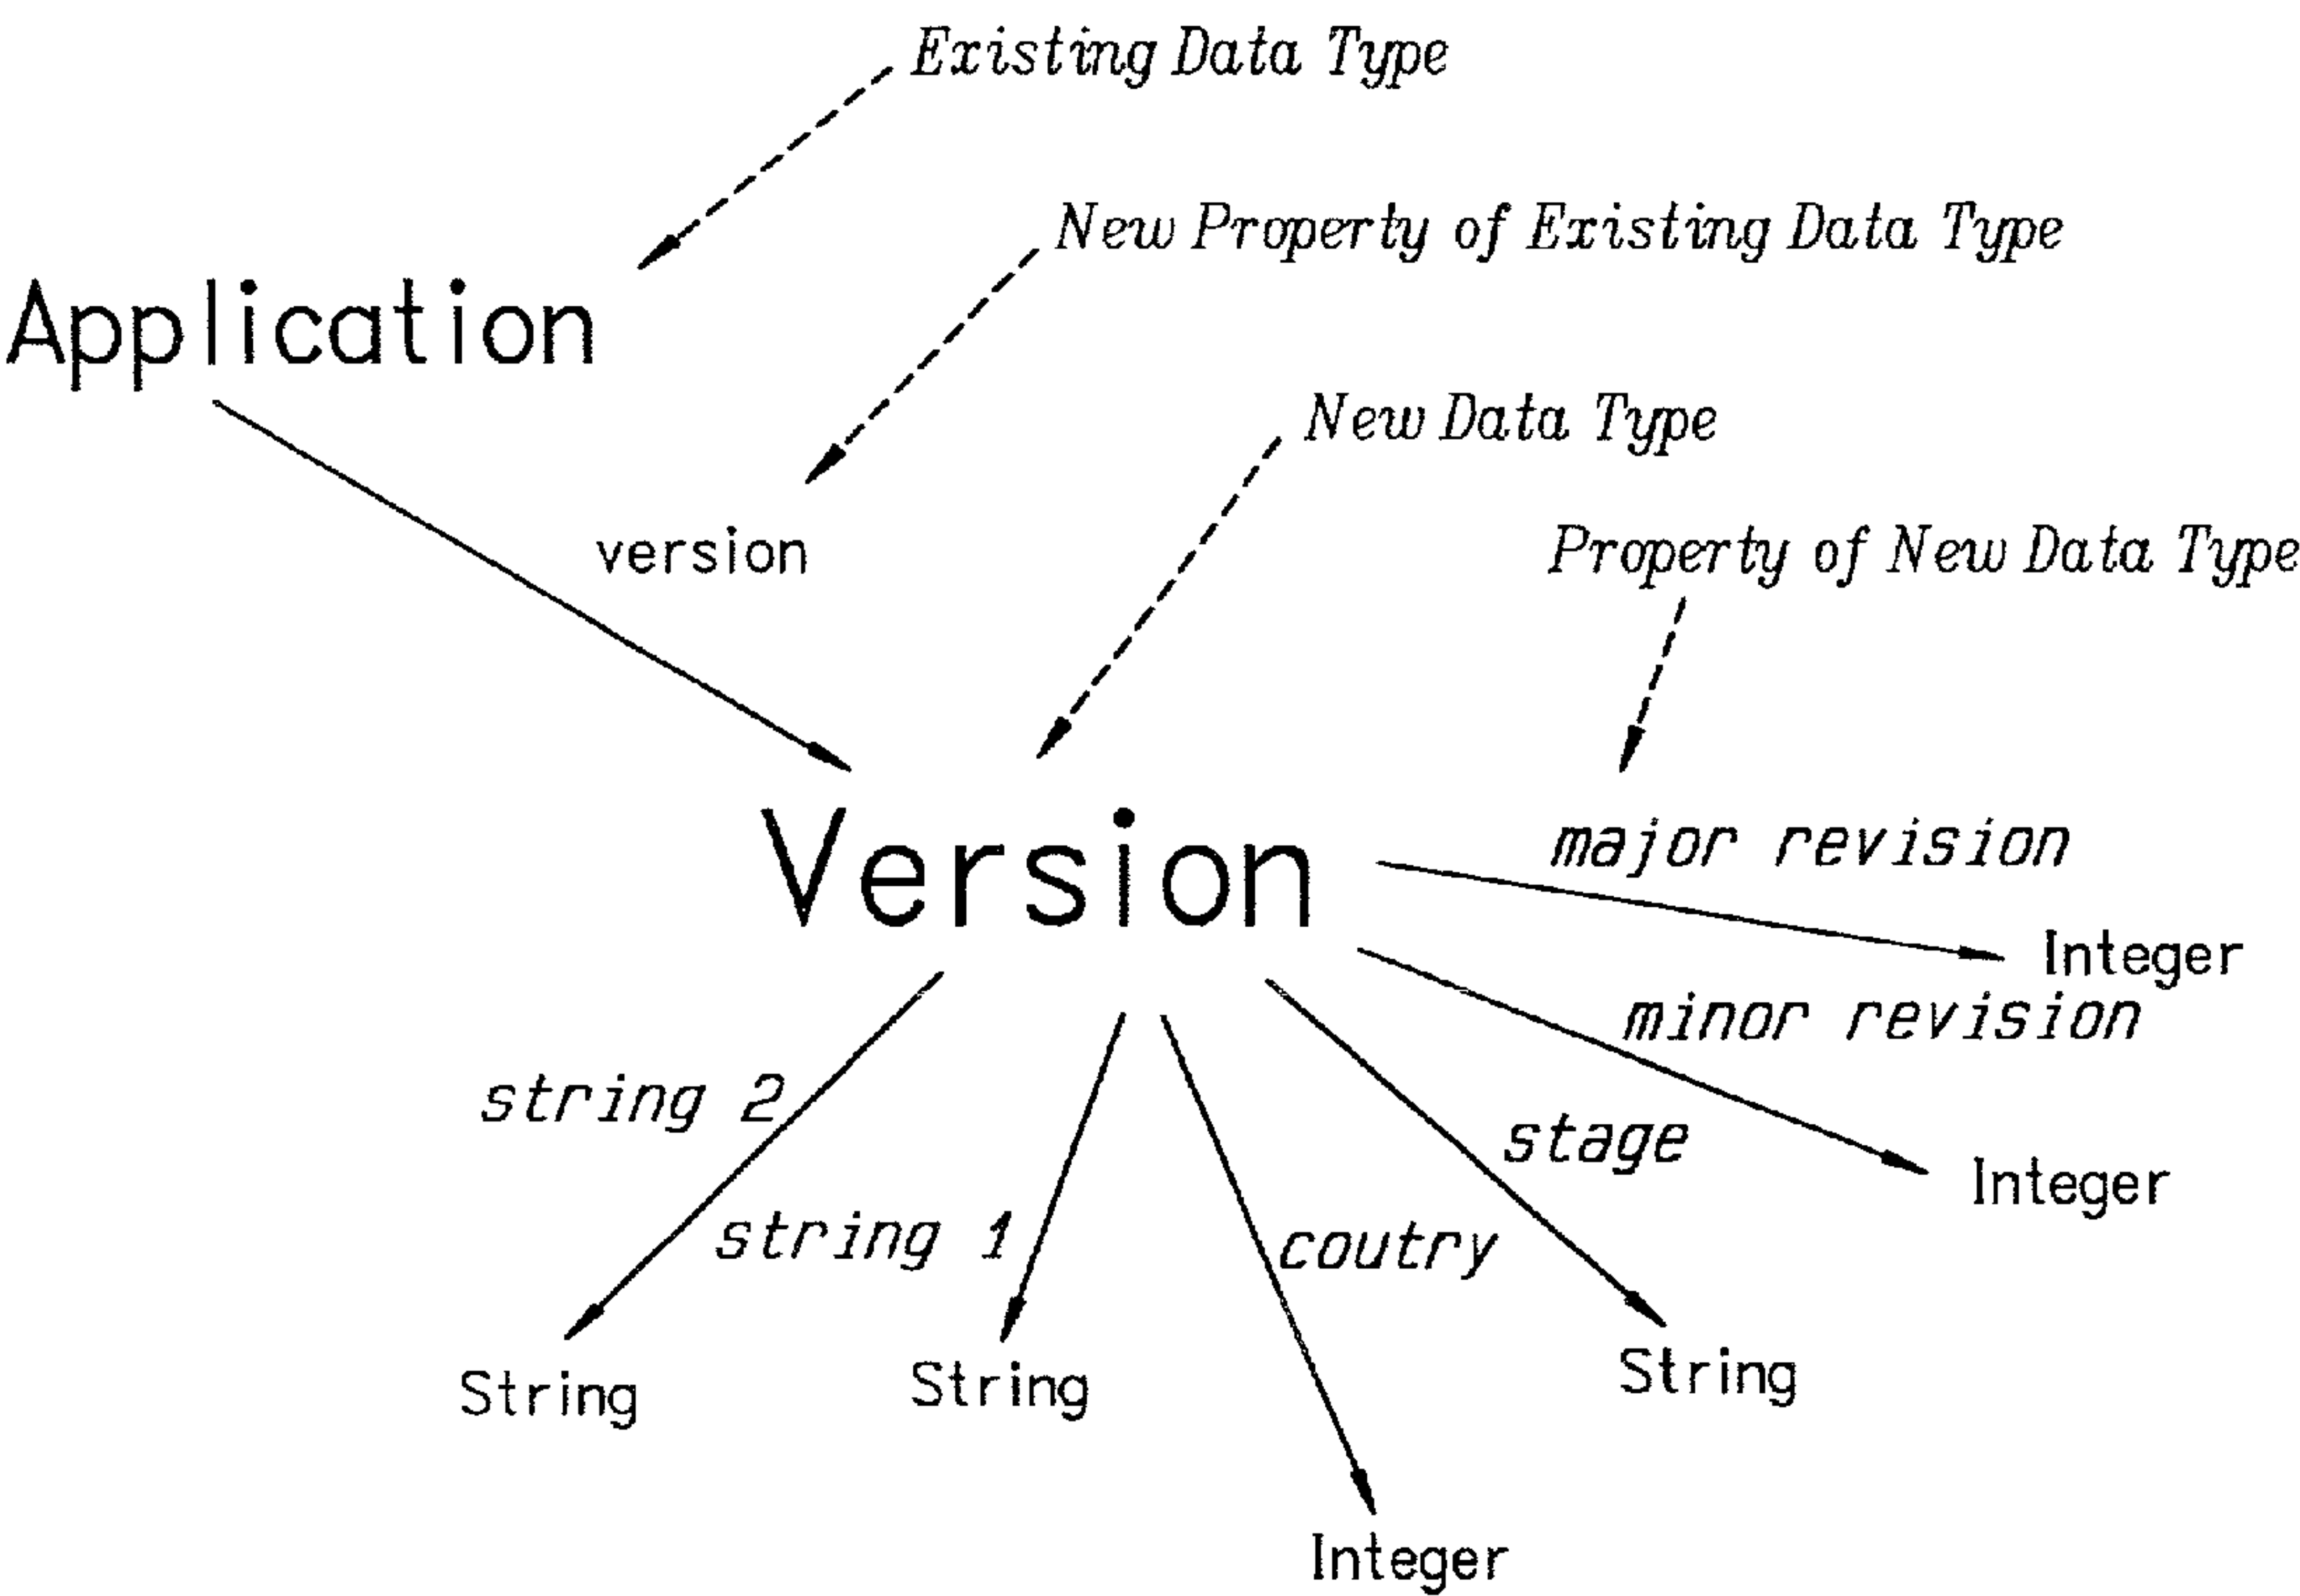 Existing Data Type
New Property of Existing Data Type
Application
New Data Type
version
Property of New Data Type
Version
major revision
Integer
minor revision
string 2
stage
Integer
string 1
coutry
String
String
String
Integer